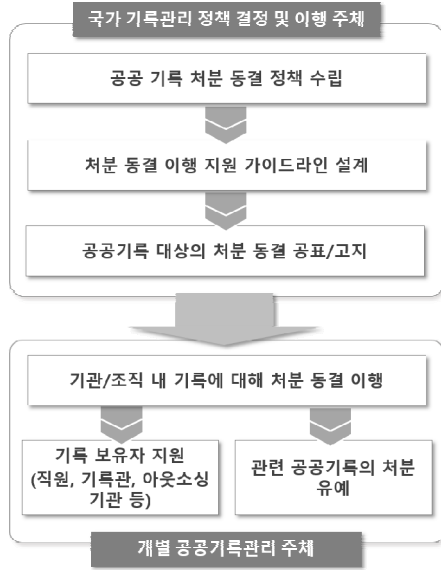 국가 기록관리 정책 결정 및 이행 주체
공공 기록 처분 동결 정책 수립
처분 동결 이행 지원 가이드라인 설계
공공기록 대상의 처분 동결 공표/고지
기관/조직 내 기록에 대해 처분 동결 이행
기록 보유자 지원
(직원, 기록관, 아웃소싱
기관 등)
관련 공공기록의 처분
유예
개별 공공기록관리 주체